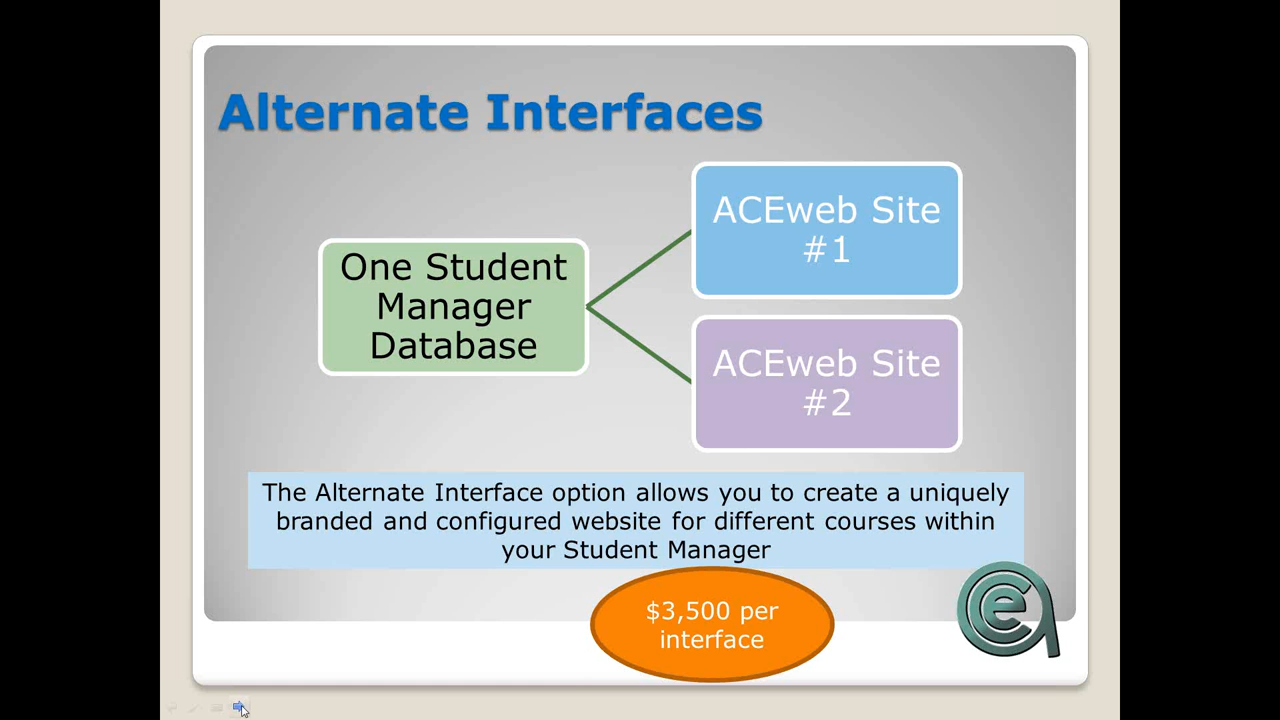 Alternate Interfaces
One Student
Manager
Database
ACEweb Site
#1
ACEweb Site
#2
The Alternate Interface option allows you to create a uniquely
branded and configured website for different courses within
your Student Manager
$3,500 per
interface